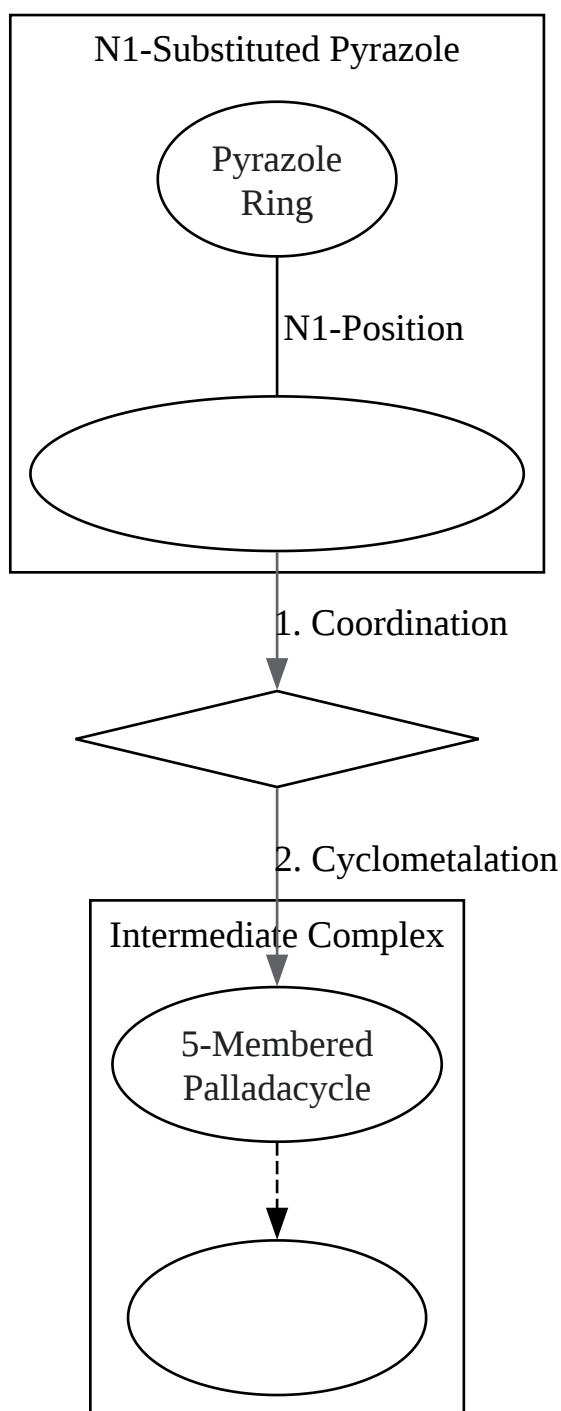 N1-Substituted Pyrazole
Pyrazole
Ring
N1-Position
1. Coordination
2. Cyclometalation
Intermediate Complex
5-Membered
Palladacycle